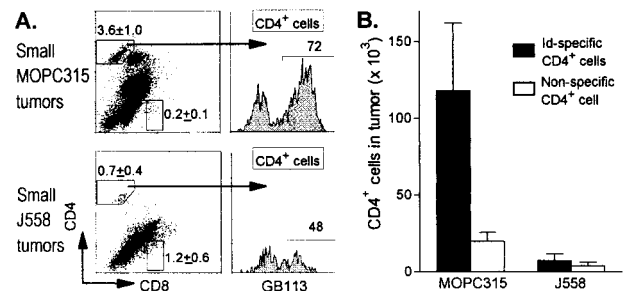 A.
3.6±1.0
CD4+ cells
72
Small
MOPC315
tumors
0.2±0.1
0.7±0.4
CD4+ cells
Small
J558
tumors
48
1.2±0.6
CD4
CD8
GB113
B.
CD4+ cells in tumor (x 10³)
150
100
50
0
Id-specific
CD4+ cells
Non-specific
CD4+ cell
MOPC315
J558